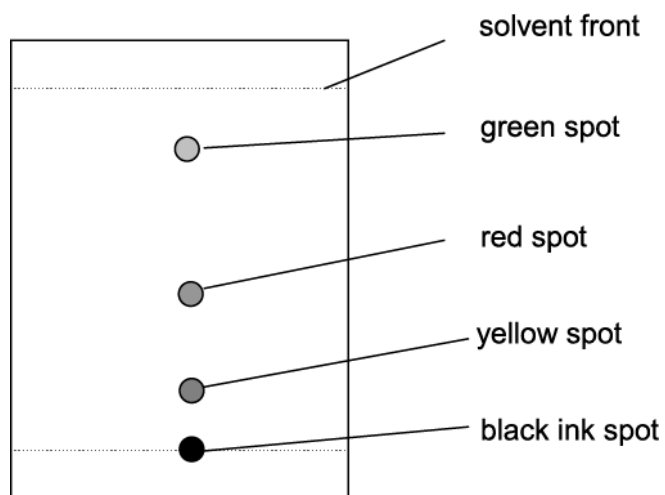 solvent front
green spot
red spot
yellow spot
black ink spot